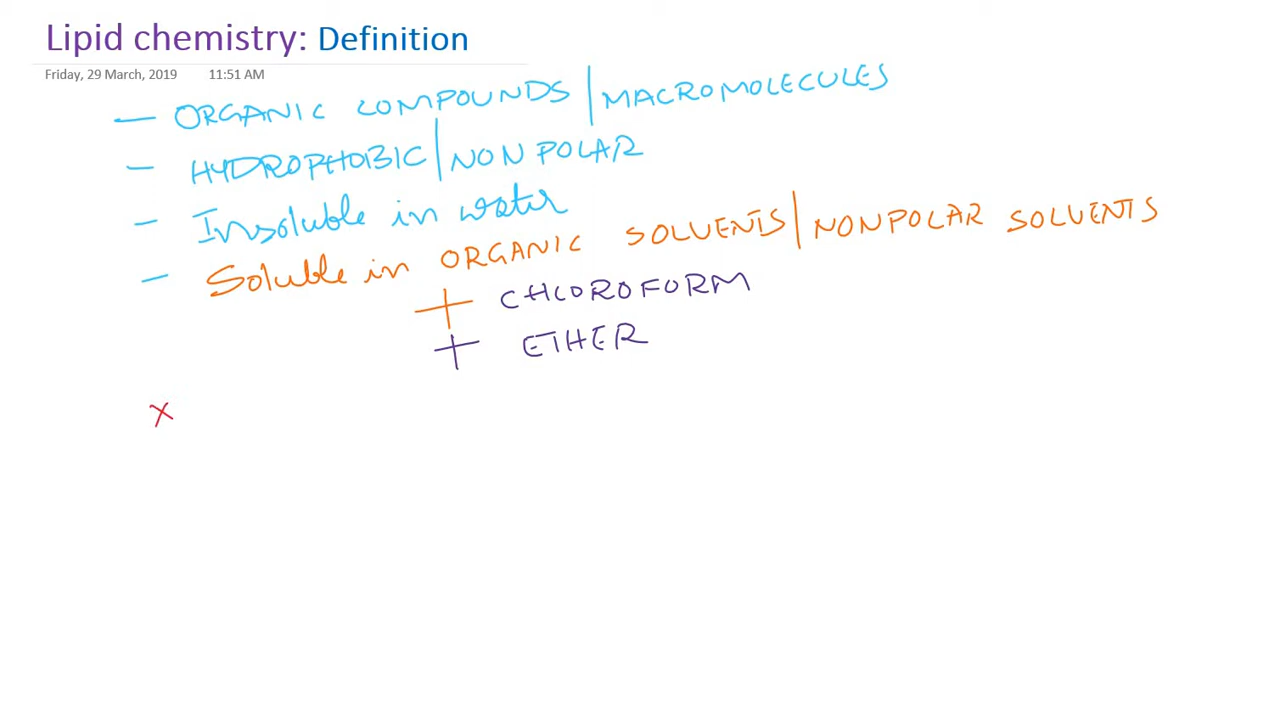 Lipid chemistry: Definition
Friday, 29 March, 2019 11:51 AM
— ORGANIC COMPOUNDS | MACROMOLECULES
— HYDROPHOBIC | NON POLAR
— Insoluble in water
— Soluble in ORGANIC SOLVENTS | NONPOLAR SOLVENTS
+ CHLOROFORM
+ ETHER
x